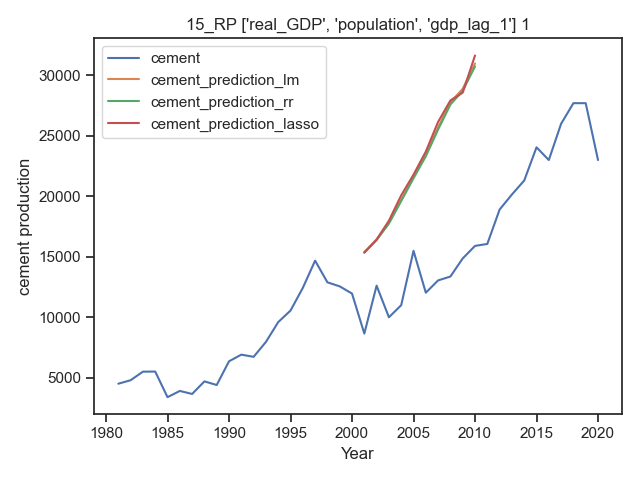 15_RP ['real_GDP', 'population', 'gdp_lag_1'] 1
cement
cement_prediction_lm
cement_prediction_rr
cement_prediction_lasso
30000
25000
20000
15000
10000
5000
cement production
1980 1985 1990 1995 2000 2005 2010 2015 2020
Year